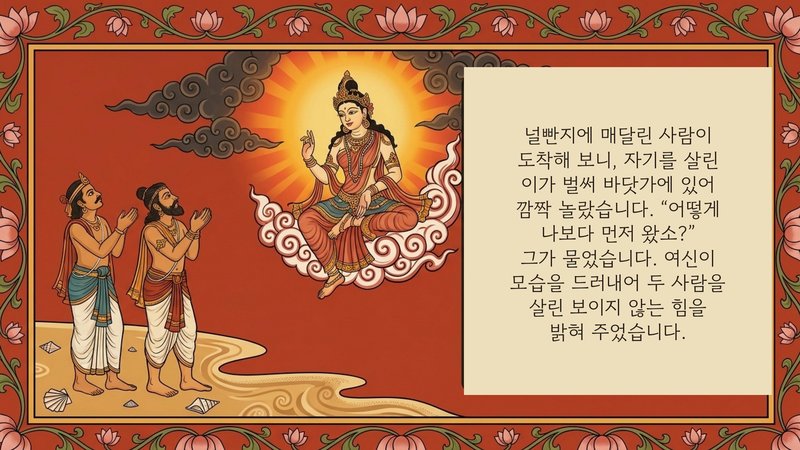 널빤지에 매달린 사람이
도착해 보니, 자기를 살린
이가 벌써 바닷가에 있어
깜짝 놀랐습니다. “어떻게
나보다 먼저 왔소?”
그가 물었습니다. 여신이
모습을 드러내어 두 사람을
살린 보이지 않는 힘을
밝혀 주었습니다.